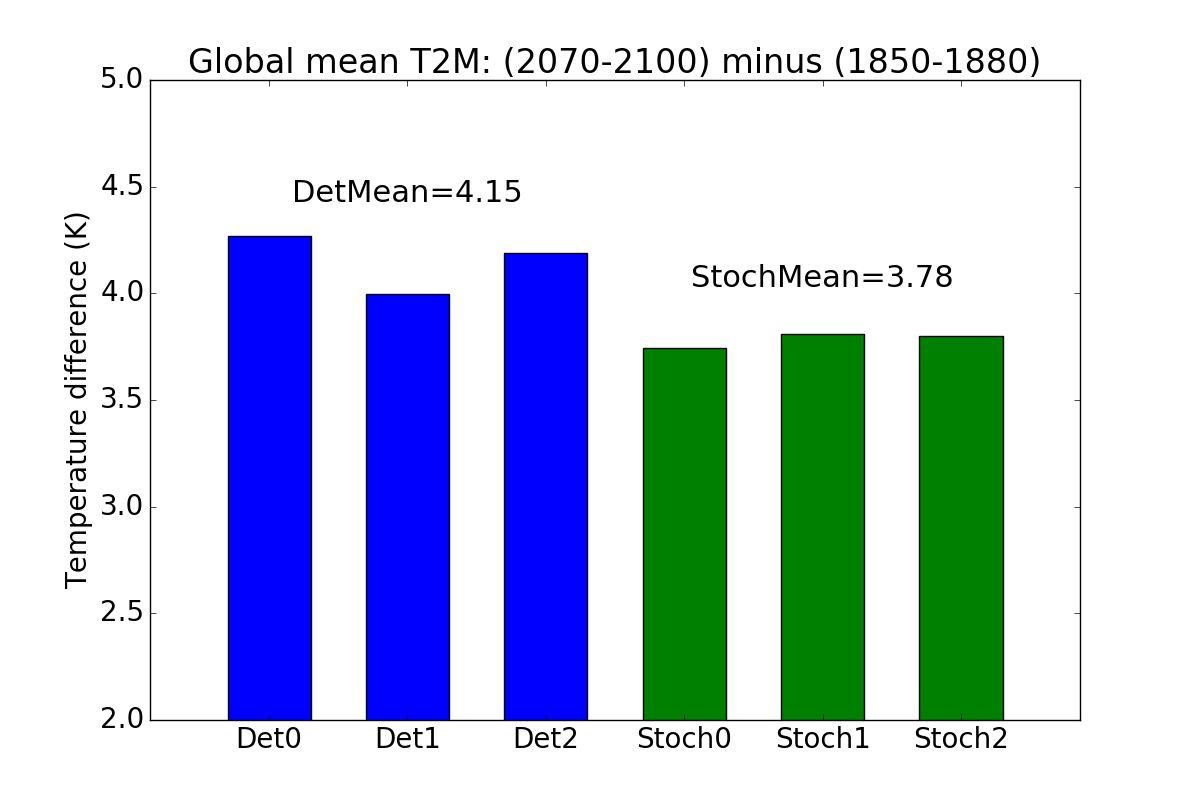 Global mean T2M: (2070-2100) minus (1850-1880)
5.0
4.5
4.0
3.5
3.0
2.5
2.0
Temperature difference (K)
DetMean=4.15
StochMean=3.78
Det0 Det1 Det2 Stoch0 Stoch1 Stoch2